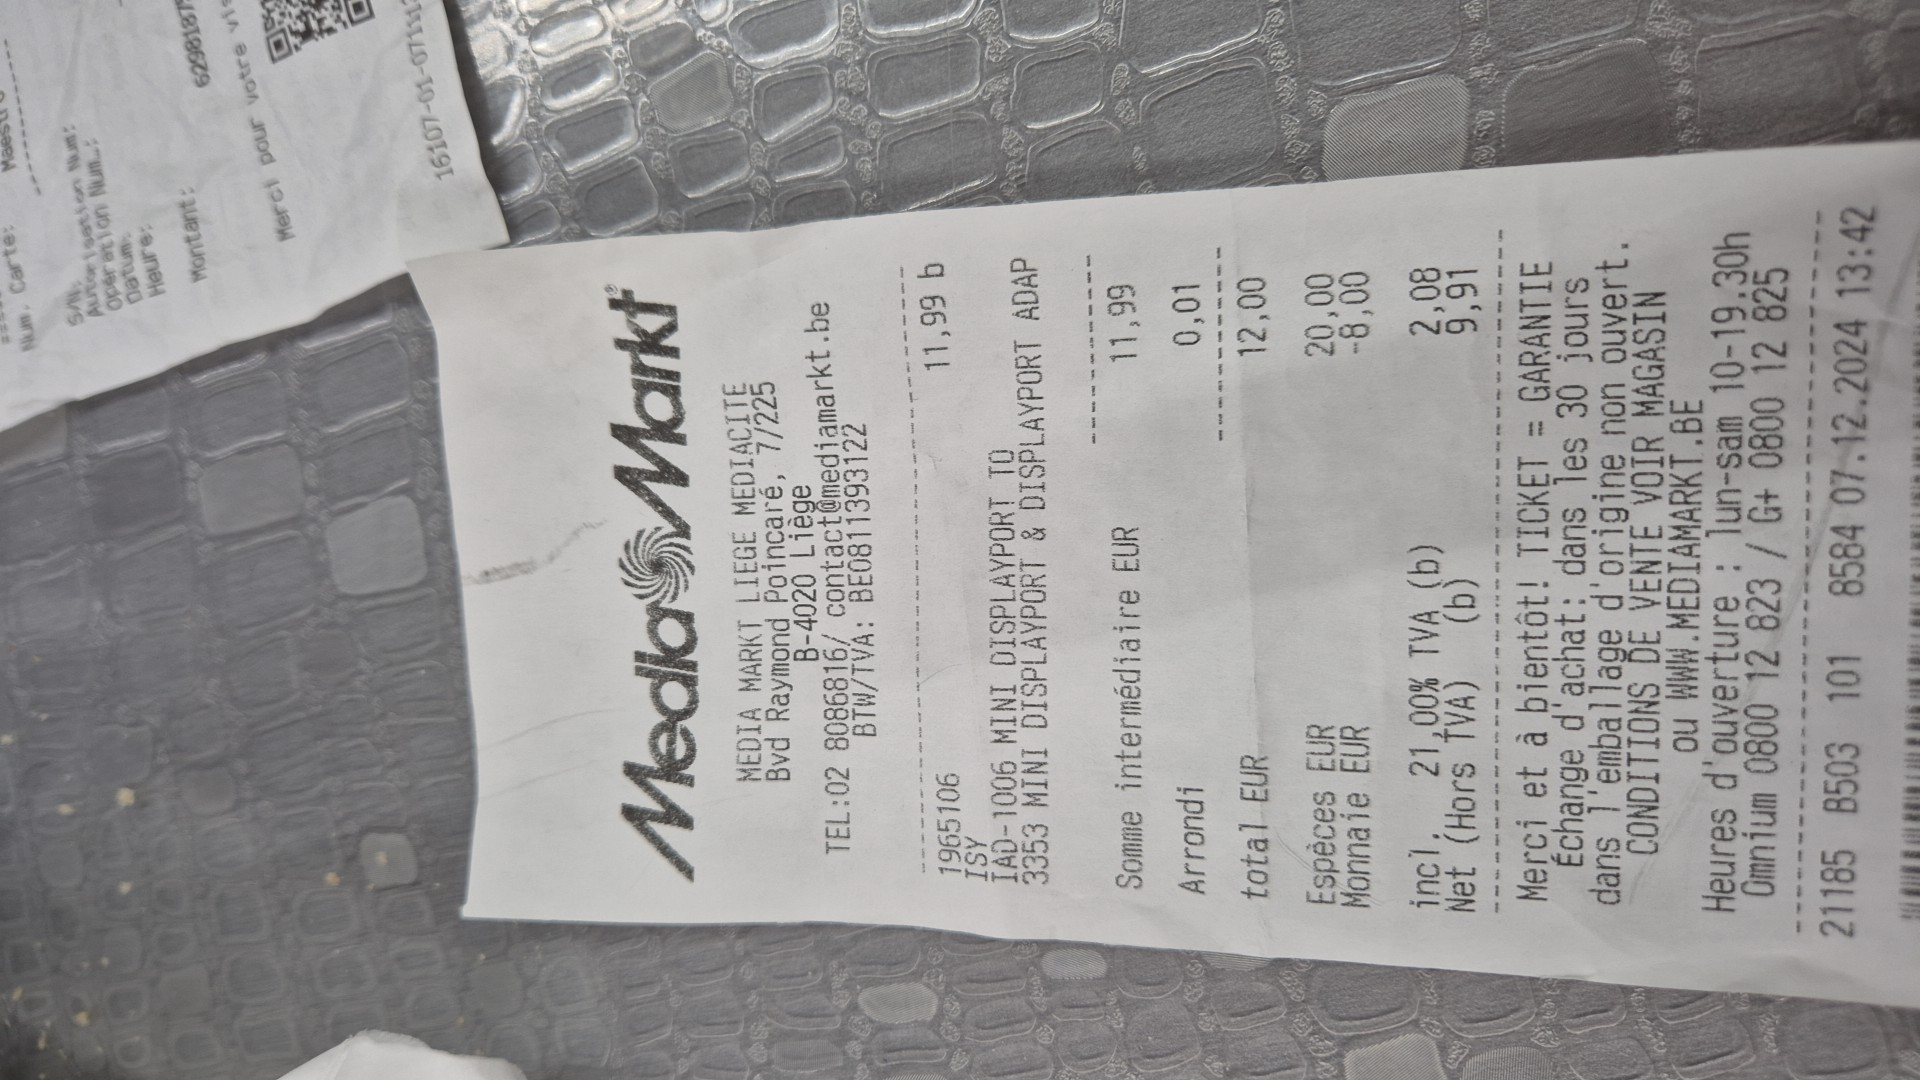 Num. Carte: Maestro
S/N:
Autorisation Num:
Operation Num.:
Datum:
Heure:
Montant:
Merci pour votre vis
16107-01-07111
MediaMarkt®
MEDIA MARKT LIEGE MEDIACITE
Bvd Raymond Poincaré, 7/225
B-4020 Liège
TEL:02 8086816/ contact@mediamarkt.be
BTW/TVA: BE0811393122
1965106 11,99 b
ISY
IAD-1006 MINI DISPLAYPORT TO
3353 MINI DISPLAYPORT & DISPLAYPORT ADAP
Somme intermédiaire EUR 11,99
Arrondi 0,01
total EUR 12,00
Espèces EUR 20,00
Monnaie EUR -8,00
incl. 21,00% TVA (b) 2,08
Net (Hors TVA) (b) 9,91
Merci et à bientôt! TICKET = GARANTIE
Échange d'achat: dans les 30 jours
dans l'emballage d'origine non ouvert.
CONDITIONS DE VENTE VOIR MAGASIN
ou WWW.MEDIAMARKT.BE
Heures d'ouverture : lun-sam 10-19.30h
Omnium 0800 12 823 / G+ 0800 12 825
21185 B503 101 8584 07.12.2024 13:42